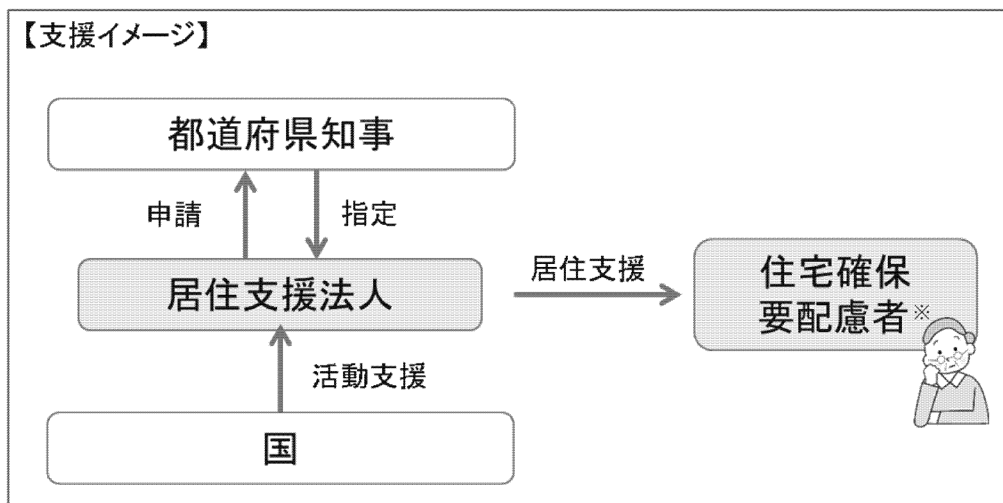 【支援イメージ】
都道府県知事
申請
指定
居住支援法人
居住支援
住宅確保
要配慮者※
活動支援
国